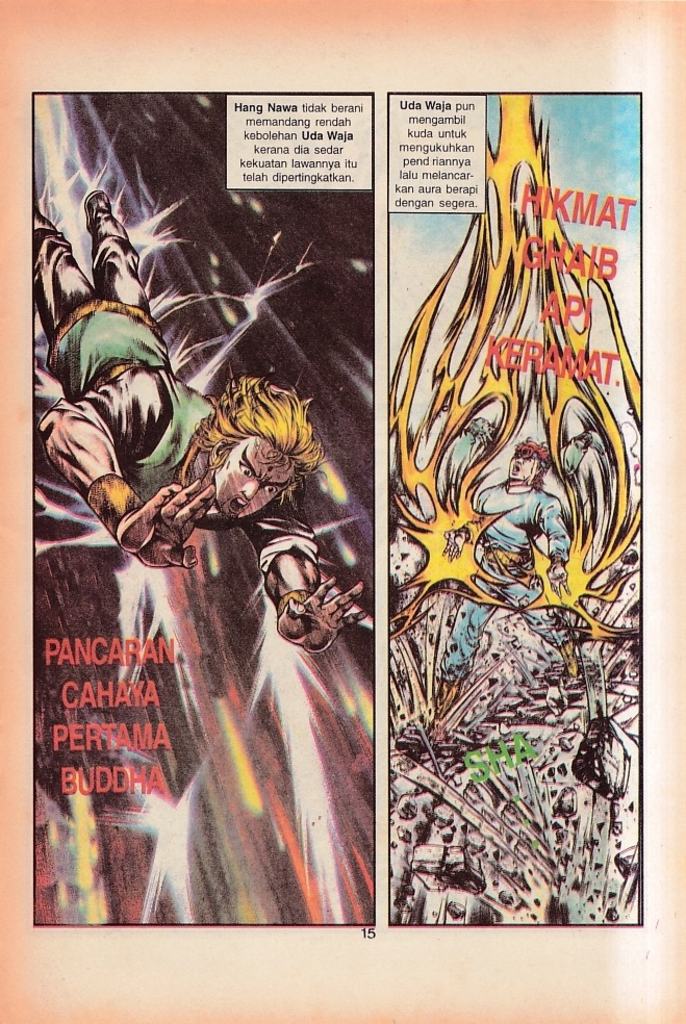 Hang Nawa tidak berani
memandang rendah
kebolehan Uda Waja
kerana dia sedar
kekuatan lawannya itu
telah dipertingkatkan.
PANCARAN
CAHAYA
PERTAMA
BUDDHA
Uda Waja pun
mengambil
kuda untuk
mengukuhkan
pend riannya
lalu melancar-
kan aura berapi
dengan segera.
HIKMAT
GHAIB
API
KERAMAT.
SHA
15